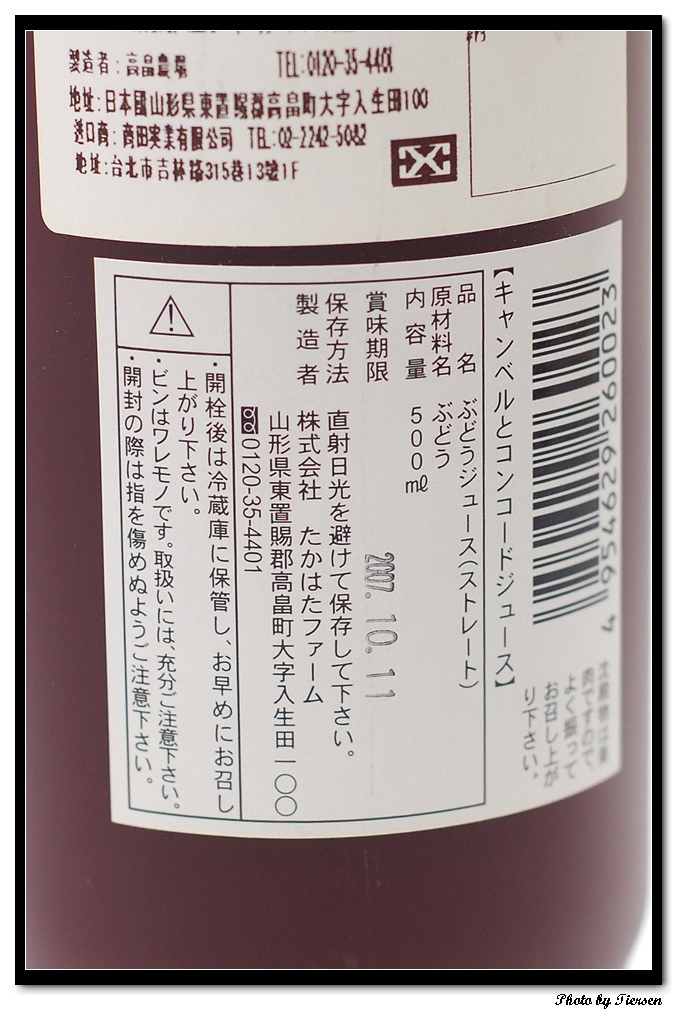 製造者：高畠農場 TEL:0120-35-4401
地址:日本國山形県東置賜郡高畠町大字入生田100
進口商：商田実業有限公司 TEL:02-2242-5082
地址:台北市吉林路315巷13號1F
4 954629 260023
沈殿物は果
肉ですので、
よく振って
お召し上が
り下さい。
【キャンベルとコンコードジュース】
品名 ぶどうジュース(ストレート)
原材料名 ぶどう
内容量 500㎖
賞味期限 2007.10.11
保存方法 直射日光を避けて保存して下さい。
製造者 株式会社 たかはたファーム
山形県東置賜郡高畠町大字入生田一〇〇
0120-35-4401
・開栓後は冷蔵庫に保管し、お早めにお召し
上がり下さい。
・ビンはワレモノです。取扱いには、充分ご注意下さい。
・開封の際は指を傷めぬようご注意下さい。
Photo by Tiersen